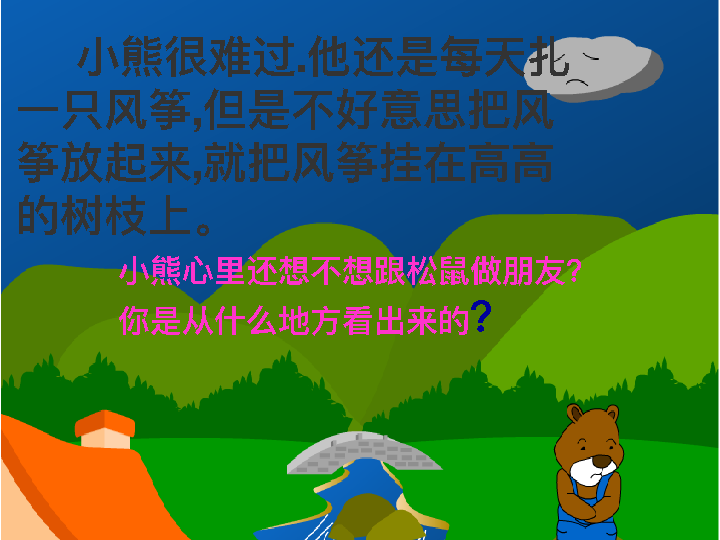 小熊很难过.他还是每天扎
一只风筝,但是不好意思把风
筝放起来,就把风筝挂在高高
的树枝上。
小熊心里还想不想跟松鼠做朋友?
你是从什么地方看出来的?